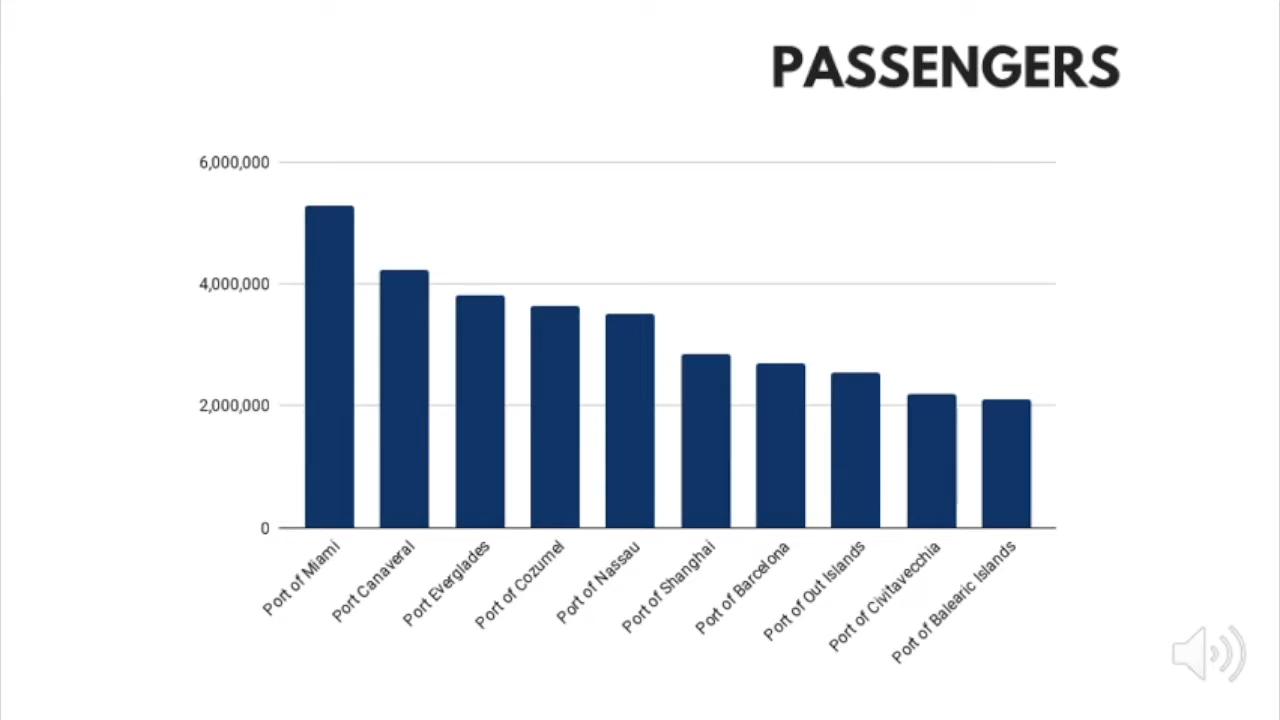 PASSENGERS
6,000,000
4,000,000
2,000,000
0
Port of Miami
Port Canaveral
Port Everglades
Port of Cozumel
Port of Nassau
Port of Shanghai
Port of Barcelona
Port of Out Islands
Port of Civitavecchia
Port of Balearic Islands